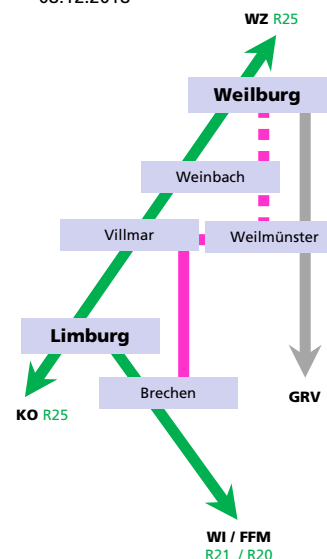 WZ R25
Weilburg
Weinbach
Villmar
Weilmünster
Limburg
Brechen
KO R25
GRV
WI / FFM
R21 / R20